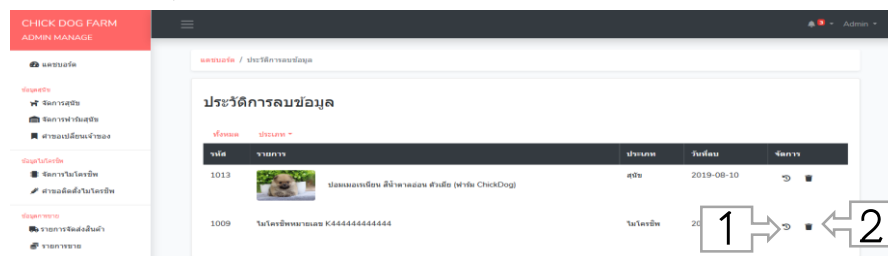 CHICK DOG FARM
ADMIN MANAGE
9
Admin
แดชบอร์ด
แดชบอร์ด / ประวัติการลบข้อมูล
ข้อมูลสุนัข
จัดการสุนัข
จัดการฟาร์มสุนัข
คำขอเปลี่ยนเจ้าของ
ข้อมูลไมโครชิพ
จัดการไมโครชิพ
คำขอติดตั้งไมโครชิพ
ข้อมูลการขาย
รายการจัดส่งสินค้า
รายการขาย
ประวัติการลบข้อมูล
ทั้งหมด ประเภท
รหัส รายการ ประเภท วันที่ลบ จัดการ
1013 ปอมเมอเรเนียน สีน้ำตาลอ่อน ตัวเมีย (ฟาร์ม ChickDog) สุนัข 2019-08-10
1009 ไมโครชิพหมายเลข K444444444444 ไมโครชิพ 20
1 2